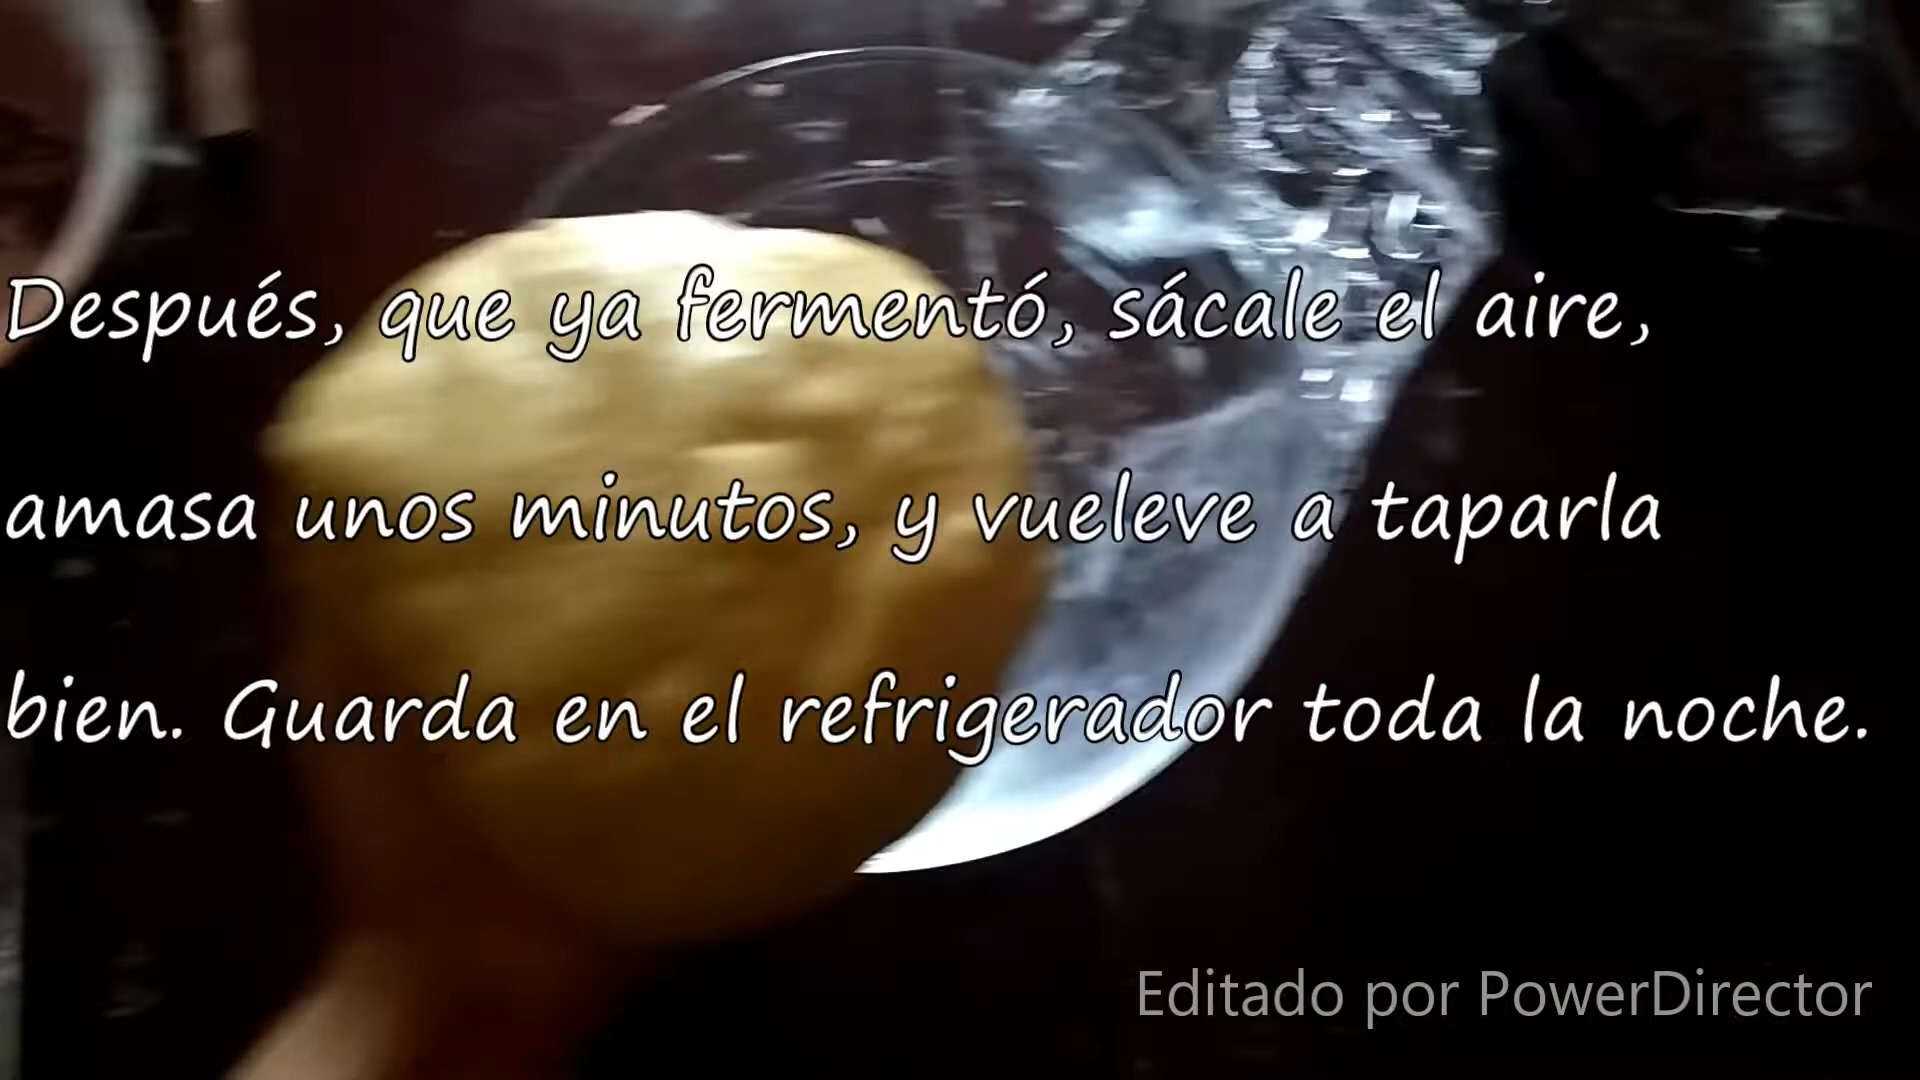 Después, que ya fermentó, sácale el aire,
amasa unos minutos, y vueleve a taparla
bien. Guarda en el refrigerador toda la noche.
Editado por PowerDirector